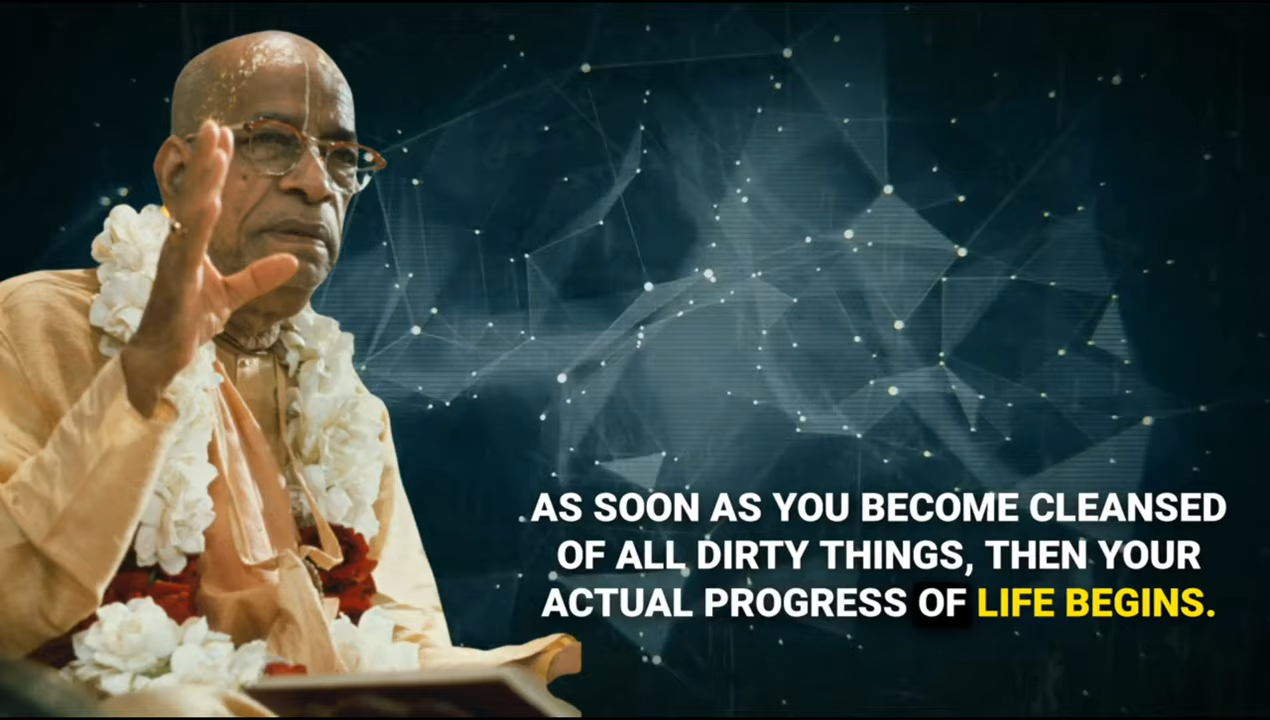 AS SOON AS YOU BECOME CLEANSED
OF ALL DIRTY THINGS, THEN YOUR
ACTUAL PROGRESS OF LIFE BEGINS.